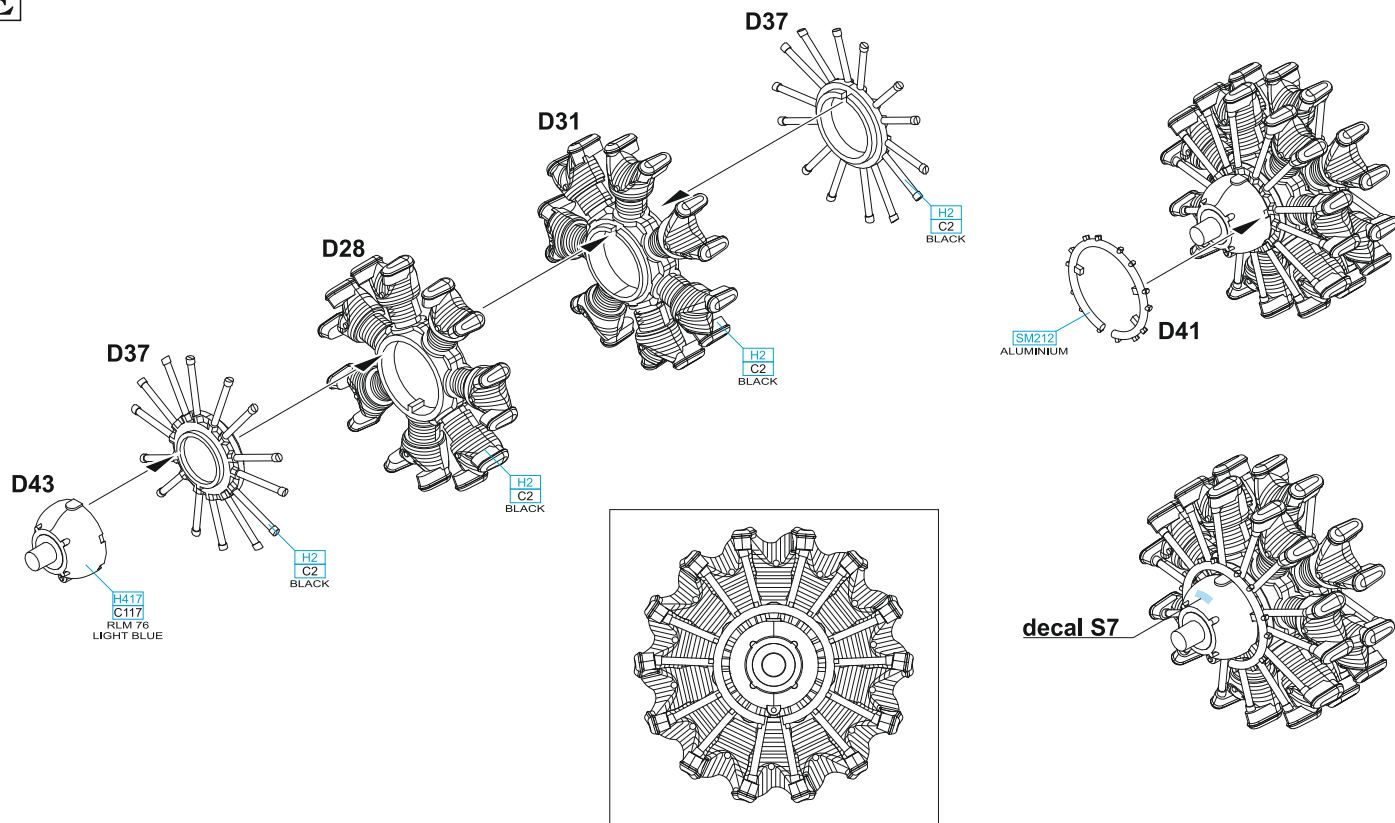 E
D37
H2
C2
BLACK
D31
H2
C2
BLACK
D28
H2
C2
BLACK
D37
H2
C2
BLACK
D43
H417
C117
RLM 76
LIGHT BLUE
SM212
ALUMINIUM
D41
decal S7